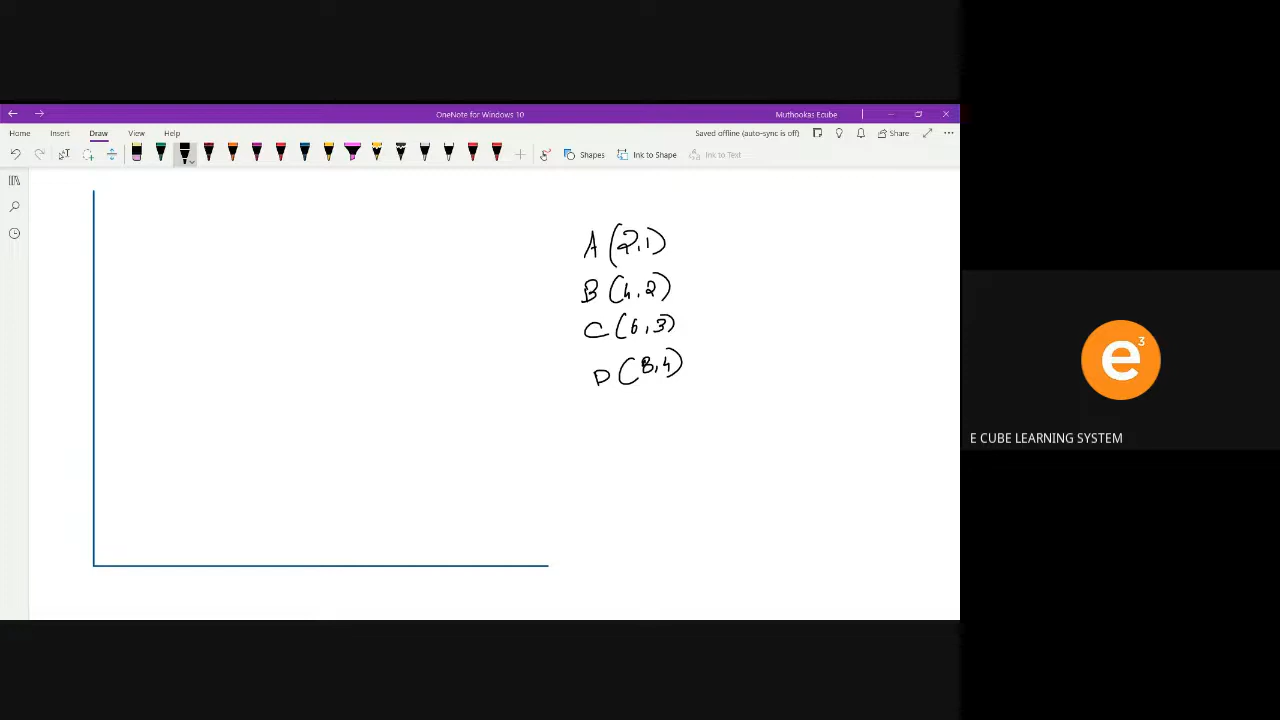 OneNote for Windows 10
Muthookas Ecube
Home Insert Draw View Help
Saved offline (auto-sync is off)
Share
Shapes
Ink to Shape
Ink to Text
A (2,1)
B (4,2)
C (6,3)
D (8,4)
e3
E CUBE LEARNING SYSTEM